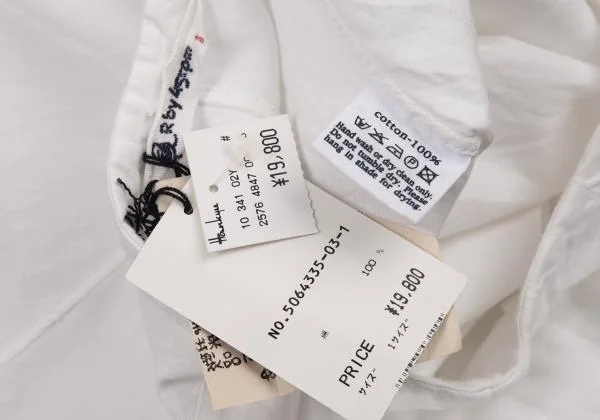 R by 45rpm
#
10 341 02Y
2576 4847 0
¥19,800
Hankyu
cotton-100%
Hand wash or dry clean only.
Do not tumble dry. Please
hang in shade for drying.
NO.5064335-03-1
綿 100 %
PRICE ¥19,800
サイズ 1サイズ